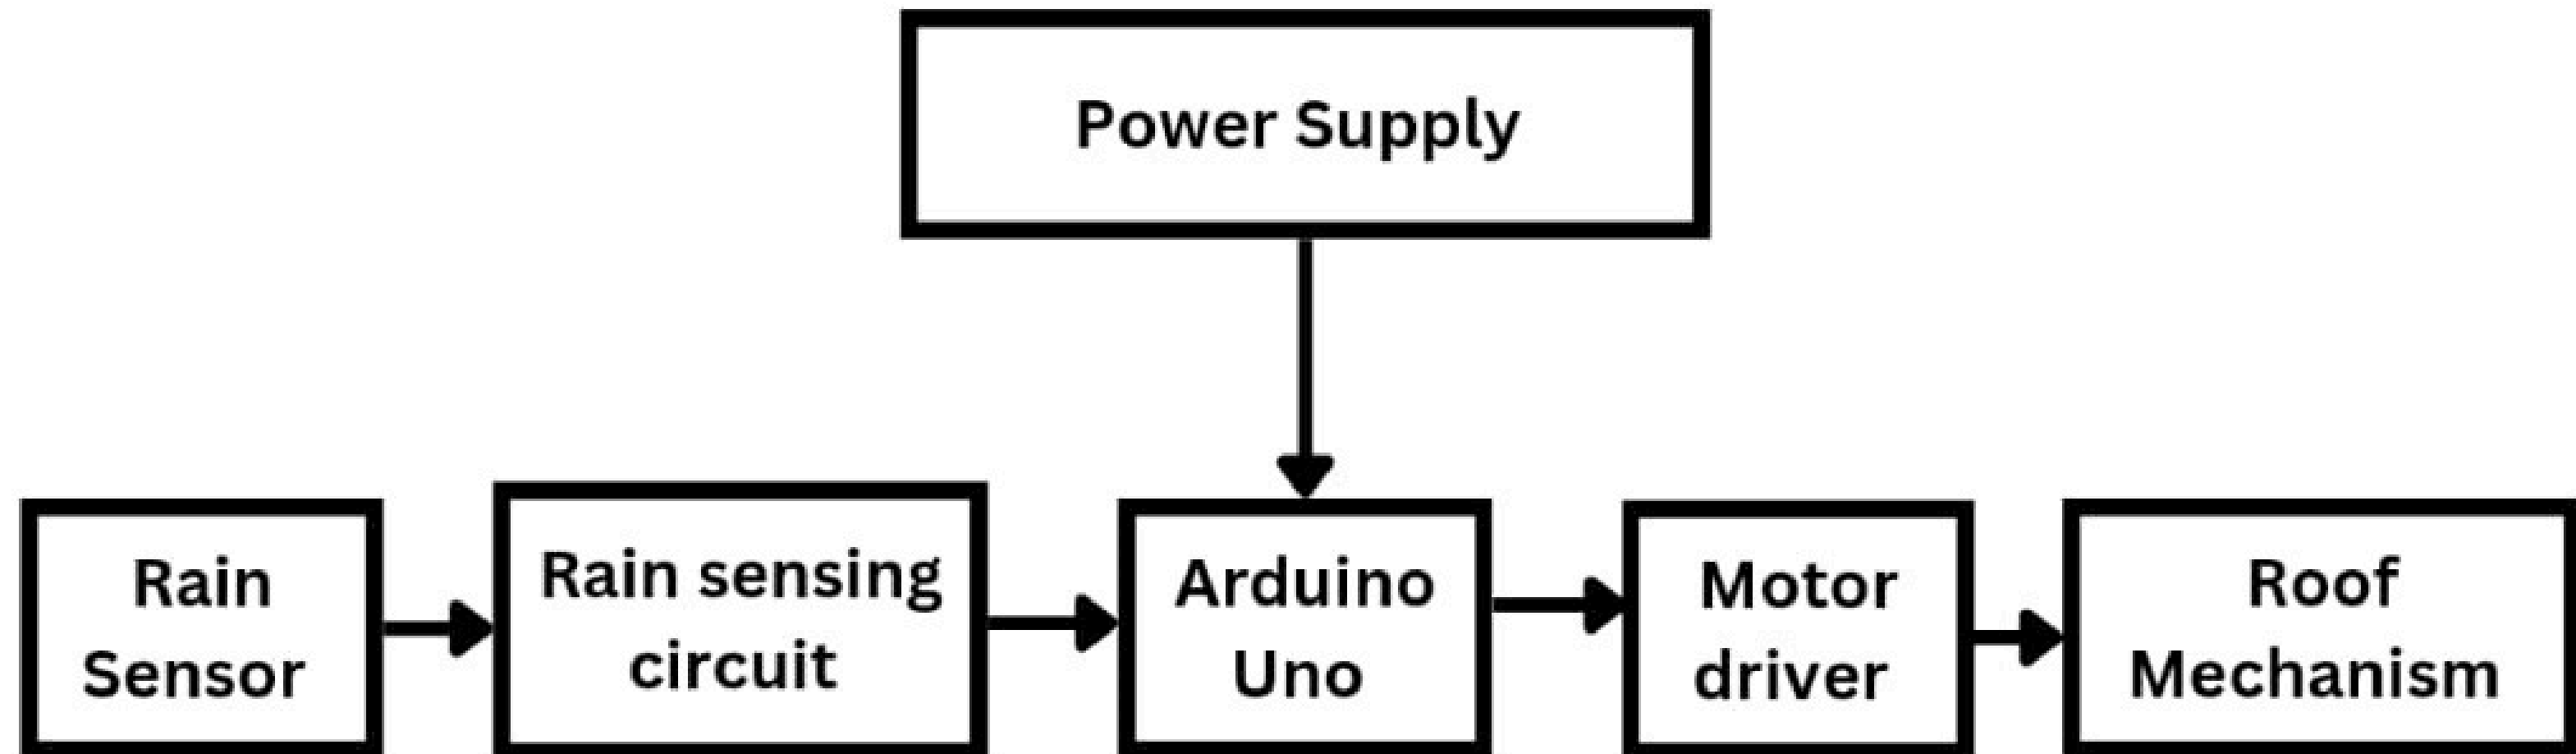 Power Supply
Rain
Sensor
Rain sensing
circuit
Arduino
Uno
Motor
driver
Roof
Mechanism